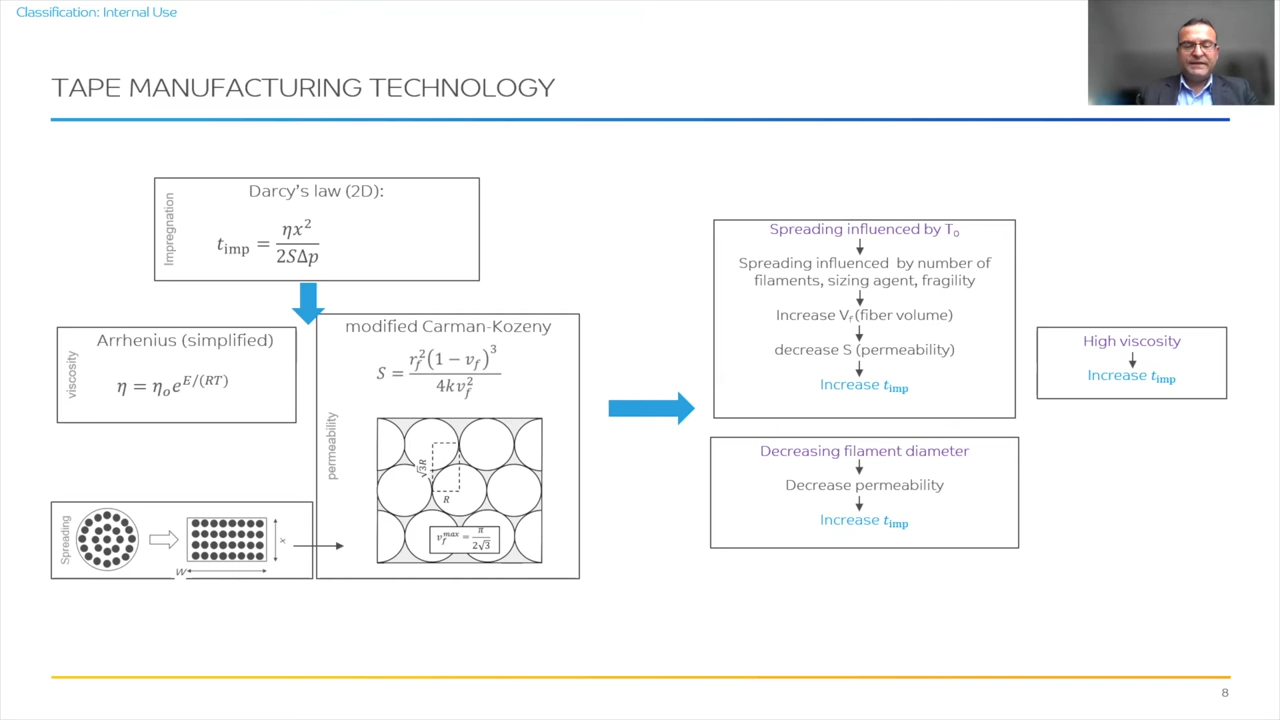 Classification: Internal Use
TAPE MANUFACTURING TECHNOLOGY
Impregnation
Darcy’s law (2D):
t_imp = ηx² / 2SΔp
viscosity
Arrhenius (simplified)
η = η_o e^{E/(RT)}
permeability
modified Carman-Kozeny
S = r_f²(1 − v_f)³ / 4kv_f²
√3R
R
v_f^max = π / 2√3
Spreading
x
W
Spreading influenced by T₀
Spreading influenced by number of
filaments, sizing agent, fragility
Increase V_f (fiber volume)
decrease S (permeability)
Increase t_imp
Decreasing filament diameter
Decrease permeability
Increase t_imp
High viscosity
Increase t_imp
8